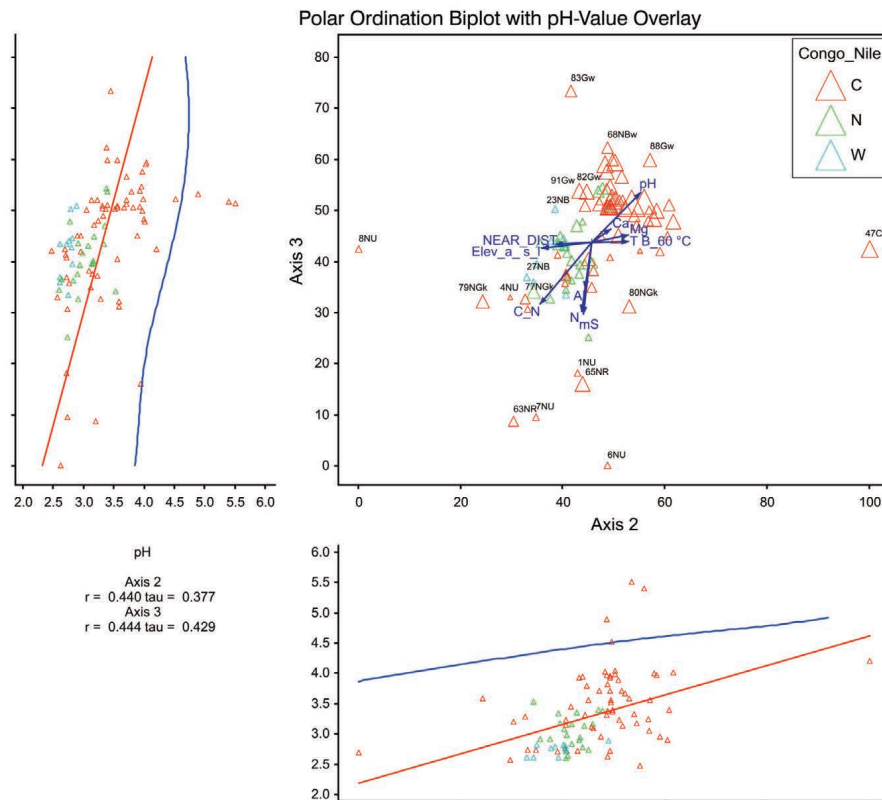 Polar Ordination Biplot with pH-Value Overlay
Congo_Nile
C
N
W
80
70
60
50
40
30
20
10
0
Axis 3
83Gw
68NBw
88Gw
91Gw
82Gw
pH
23NB
Ca
Mg
NEAR_DIST
T B_60 °C
Elev_a_s_l
8NU
47C
27NB
79NGk
4NU
77NGk
80NGk
A
C_N
N
mS
1NU
65NR
63NR
7NU
6NU
2.0 2.5 3.0 3.5 4.0 4.5 5.0 5.5 6.0
0 20 40 60 80 100
Axis 2
pH
Axis 2
r = 0.440 tau = 0.377
Axis 3
r = 0.444 tau = 0.429
6.0
5.5
5.0
4.5
4.0
3.5
3.0
2.5
2.0